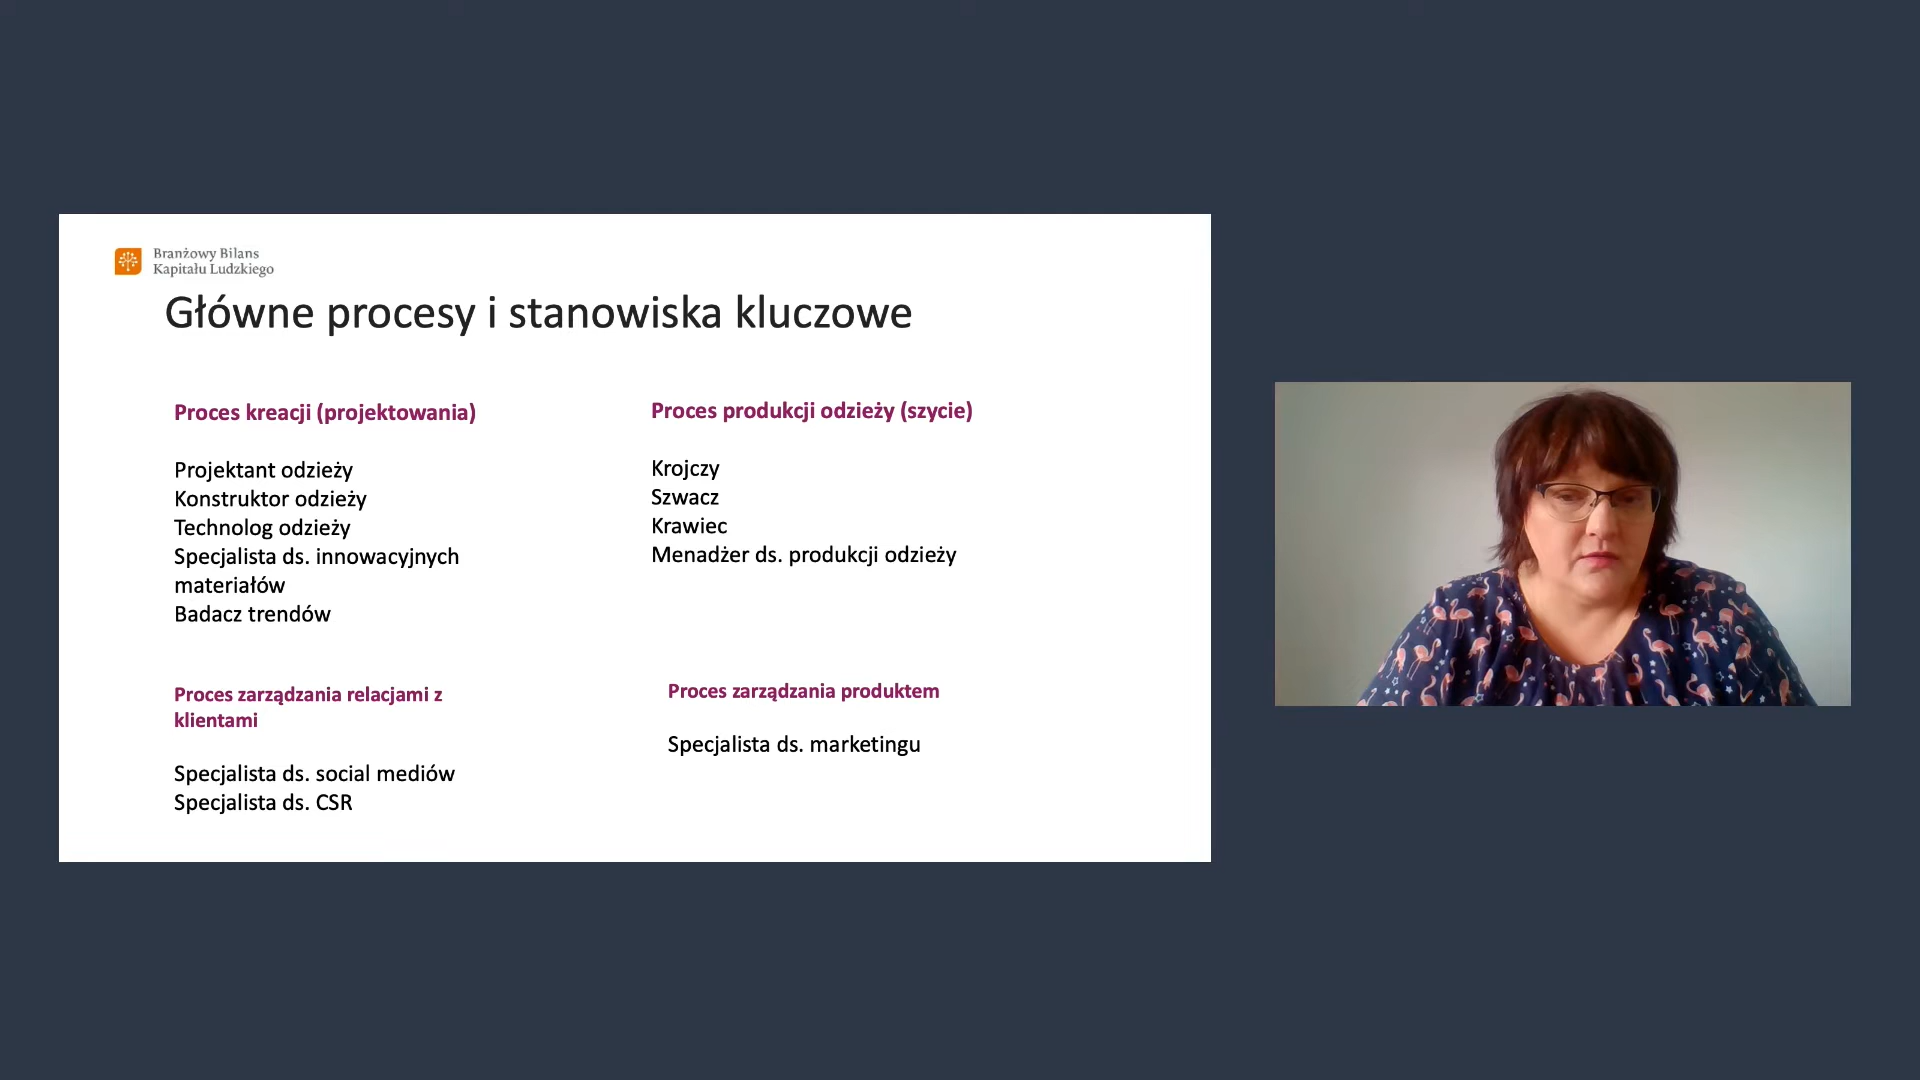 Branżowy Bilans
Kapitału Ludzkiego
Główne procesy i stanowiska kluczowe
Proces kreacji (projektowania)
Projektant odzieży
Konstruktor odzieży
Technolog odzieży
Specjalista ds. innowacyjnych
materiałów
Badacz trendów
Proces produkcji odzieży (szycie)
Krojczy
Szwacz
Krawiec
Menadżer ds. produkcji odzieży
Proces zarządzania relacjami z
klientami
Specjalista ds. social mediów
Specjalista ds. CSR
Proces zarządzania produktem
Specjalista ds. marketingu